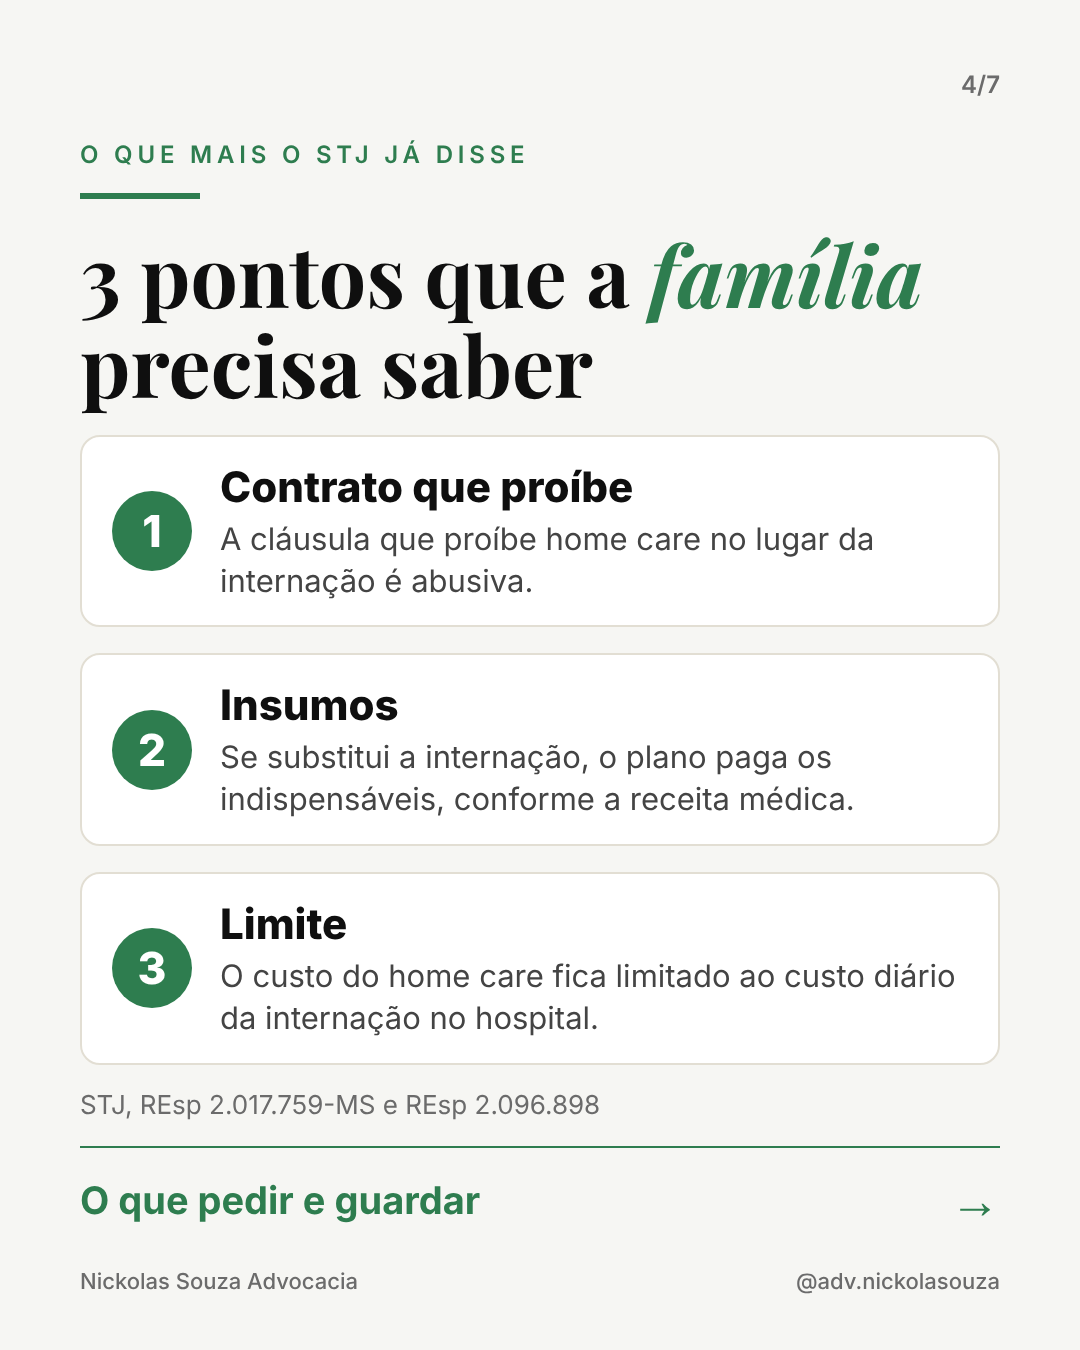 4/7
O QUE MAIS O STJ JÁ DISSE
3 pontos que a família
precisa saber
1
Contrato que proíbe
A cláusula que proíbe home care no lugar da
internação é abusiva.
2
Insumos
Se substitui a internação, o plano paga os
indispensáveis, conforme a receita médica.
3
Limite
O custo do home care fica limitado ao custo diário
da internação no hospital.
STJ, REsp 2.017.759-MS e REsp 2.096.898
O que pedir e guardar →
Nickolas Souza Advocacia
@adv.nickolasouza